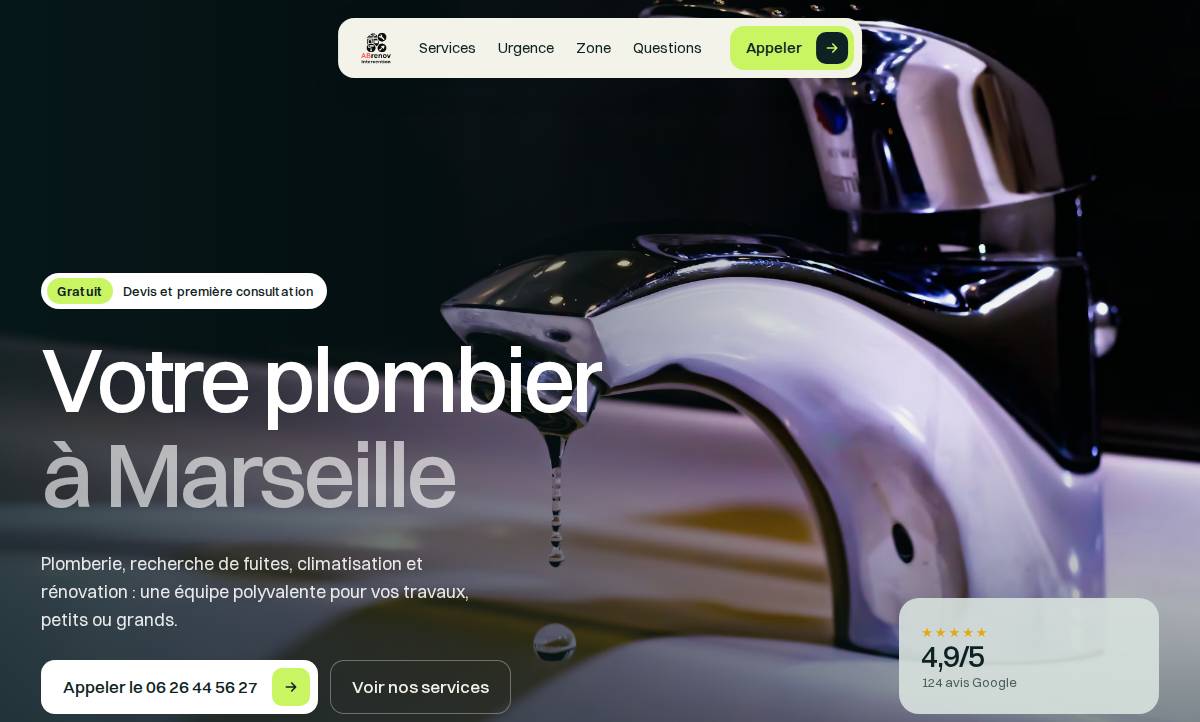 ABrenov
Intervention
Services
Urgence
Zone
Questions
Appeler
Gratuit
Devis et première consultation
Votre plombier
à Marseille
Plomberie, recherche de fuites, climatisation et
rénovation : une équipe polyvalente pour vos travaux,
petits ou grands.
Appeler le 06 26 44 56 27
Voir nos services
4,9/5
124 avis Google